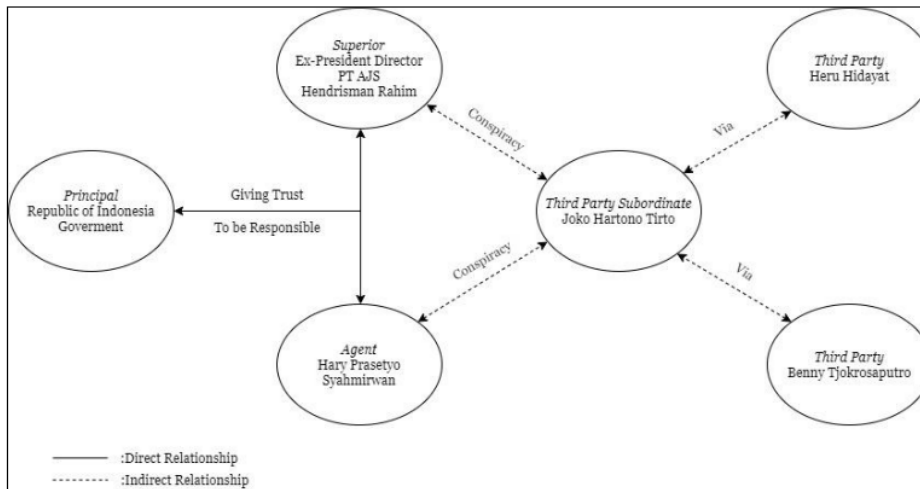 Superior
Ex-President Director
PT AJS
Hendrisman Rahim
Third Party
Heru Hidayat
Conspiracy
Via
Principal
Republic of Indonesia
Goverment
Giving Trust
To be Responsible
Third Party Subordinate
Joko Hartono Tirto
Conspiracy
Via
Agent
Hary Prasetyo
Syahmirwan
Third Party
Benny Tjokrosaputro
:Direct Relationship
:Indirect Relationship